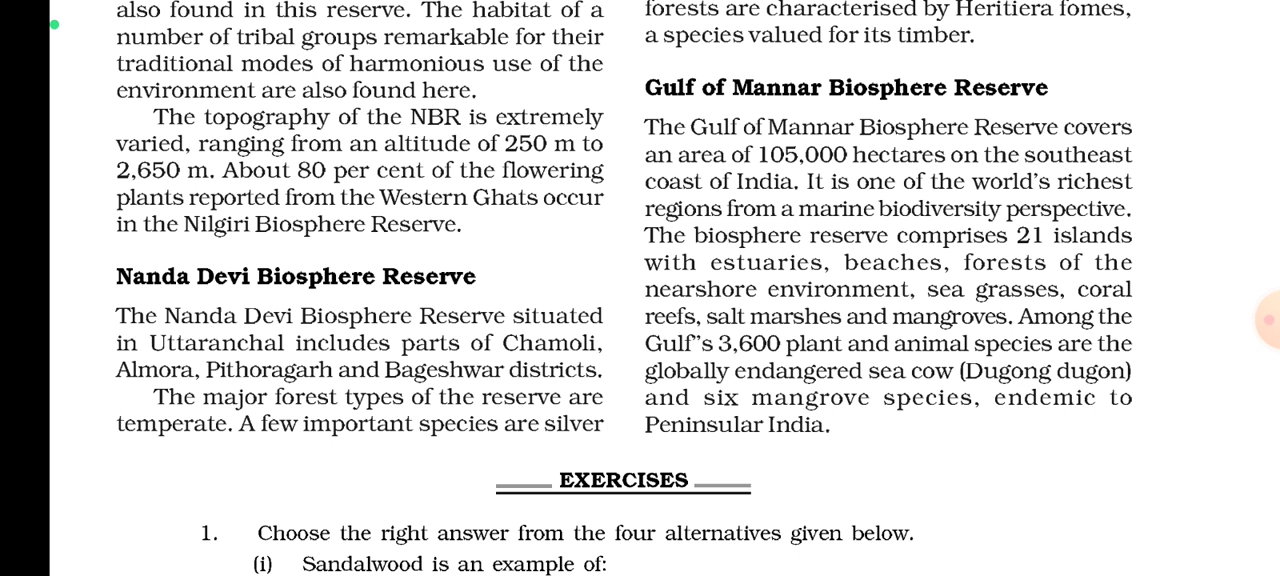 also found in this reserve. The habitat of a
number of tribal groups remarkable for their
traditional modes of harmonious use of the
environment are also found here.
The topography of the NBR is extremely
varied, ranging from an altitude of 250 m to
2,650 m. About 80 per cent of the flowering
plants reported from the Western Ghats occur
in the Nilgiri Biosphere Reserve.
Nanda Devi Biosphere Reserve
The Nanda Devi Biosphere Reserve situated
in Uttaranchal includes parts of Chamoli,
Almora, Pithoragarh and Bageshwar districts.
The major forest types of the reserve are
temperate. A few important species are silver
forests are characterised by Heritiera fomes,
a species valued for its timber.
Gulf of Mannar Biosphere Reserve
The Gulf of Mannar Biosphere Reserve covers
an area of 105,000 hectares on the southeast
coast of India. It is one of the world's richest
regions from a marine biodiversity perspective.
The biosphere reserve comprises 21 islands
with estuaries, beaches, forests of the
nearshore environment, sea grasses, coral
reefs, salt marshes and mangroves. Among the
Gulf"s 3,600 plant and animal species are the
globally endangered sea cow (Dugong dugon)
and six mangrove species, endemic to
Peninsular India.
EXERCISES
1. Choose the right answer from the four alternatives given below.
(i) Sandalwood is an example of: